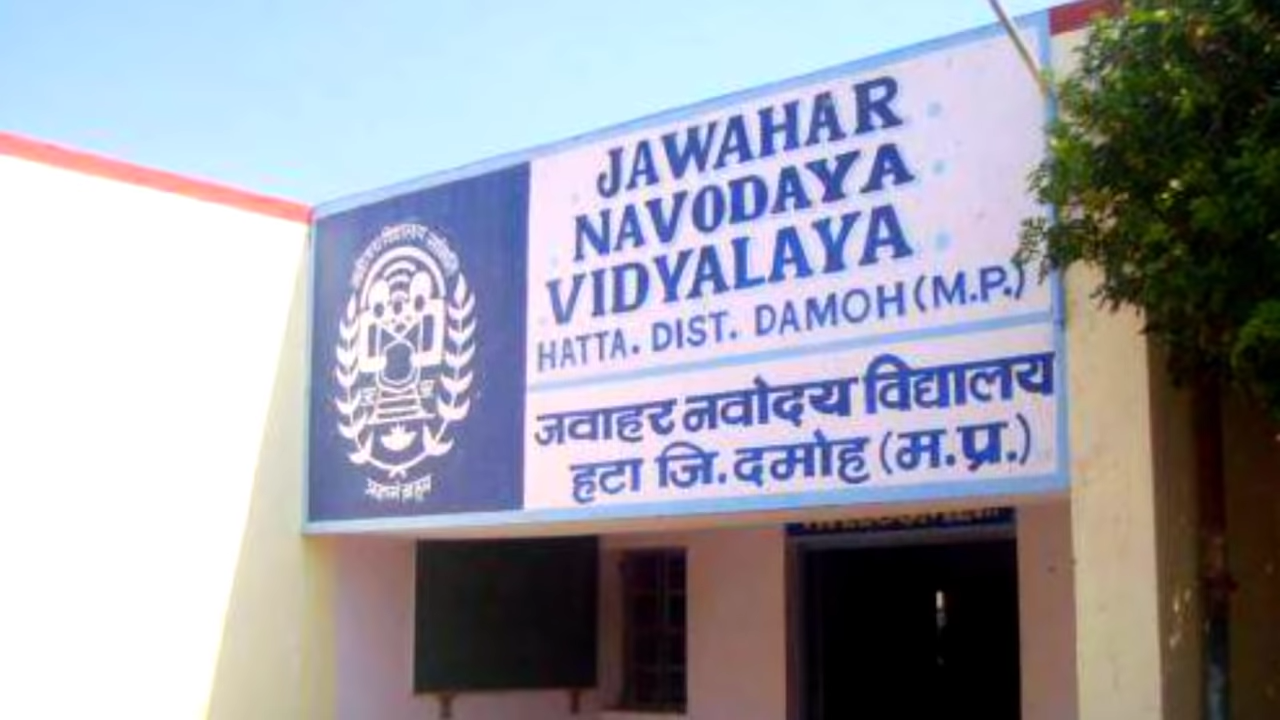 JAWAHAR
NAVODAYA
VIDYALAYA
HATTA. DIST. DAMOH (M.P.)
जवाहर नवोदय विद्यालय
हटा जि. दमोह (म.प्र.)